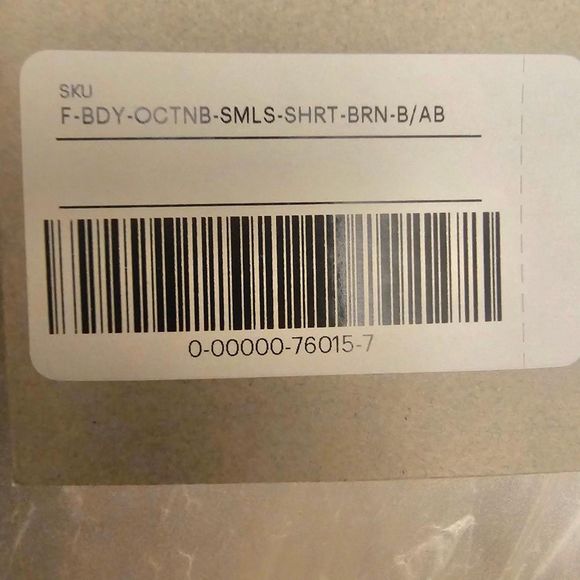 SKU
F-BDY-OCTNB-SMLS-SHRT-BRN-B/AB
0-00000-76015-7